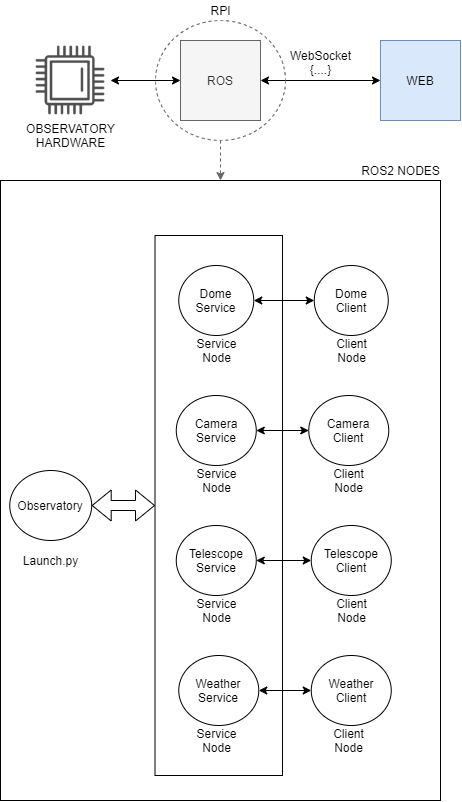 RPI
ROS
WebSocket
{....}
WEB
OBSERVATORY
HARDWARE
ROS2 NODES
Dome
Service
Dome
Client
Service
Node
Client
Node
Camera
Service
Camera
Client
Service
Node
Client
Node
Observatory
Launch.py
Telescope
Service
Telescope
Client
Service
Node
Client
Node
Weather
Service
Weather
Client
Service
Node
Client
Node